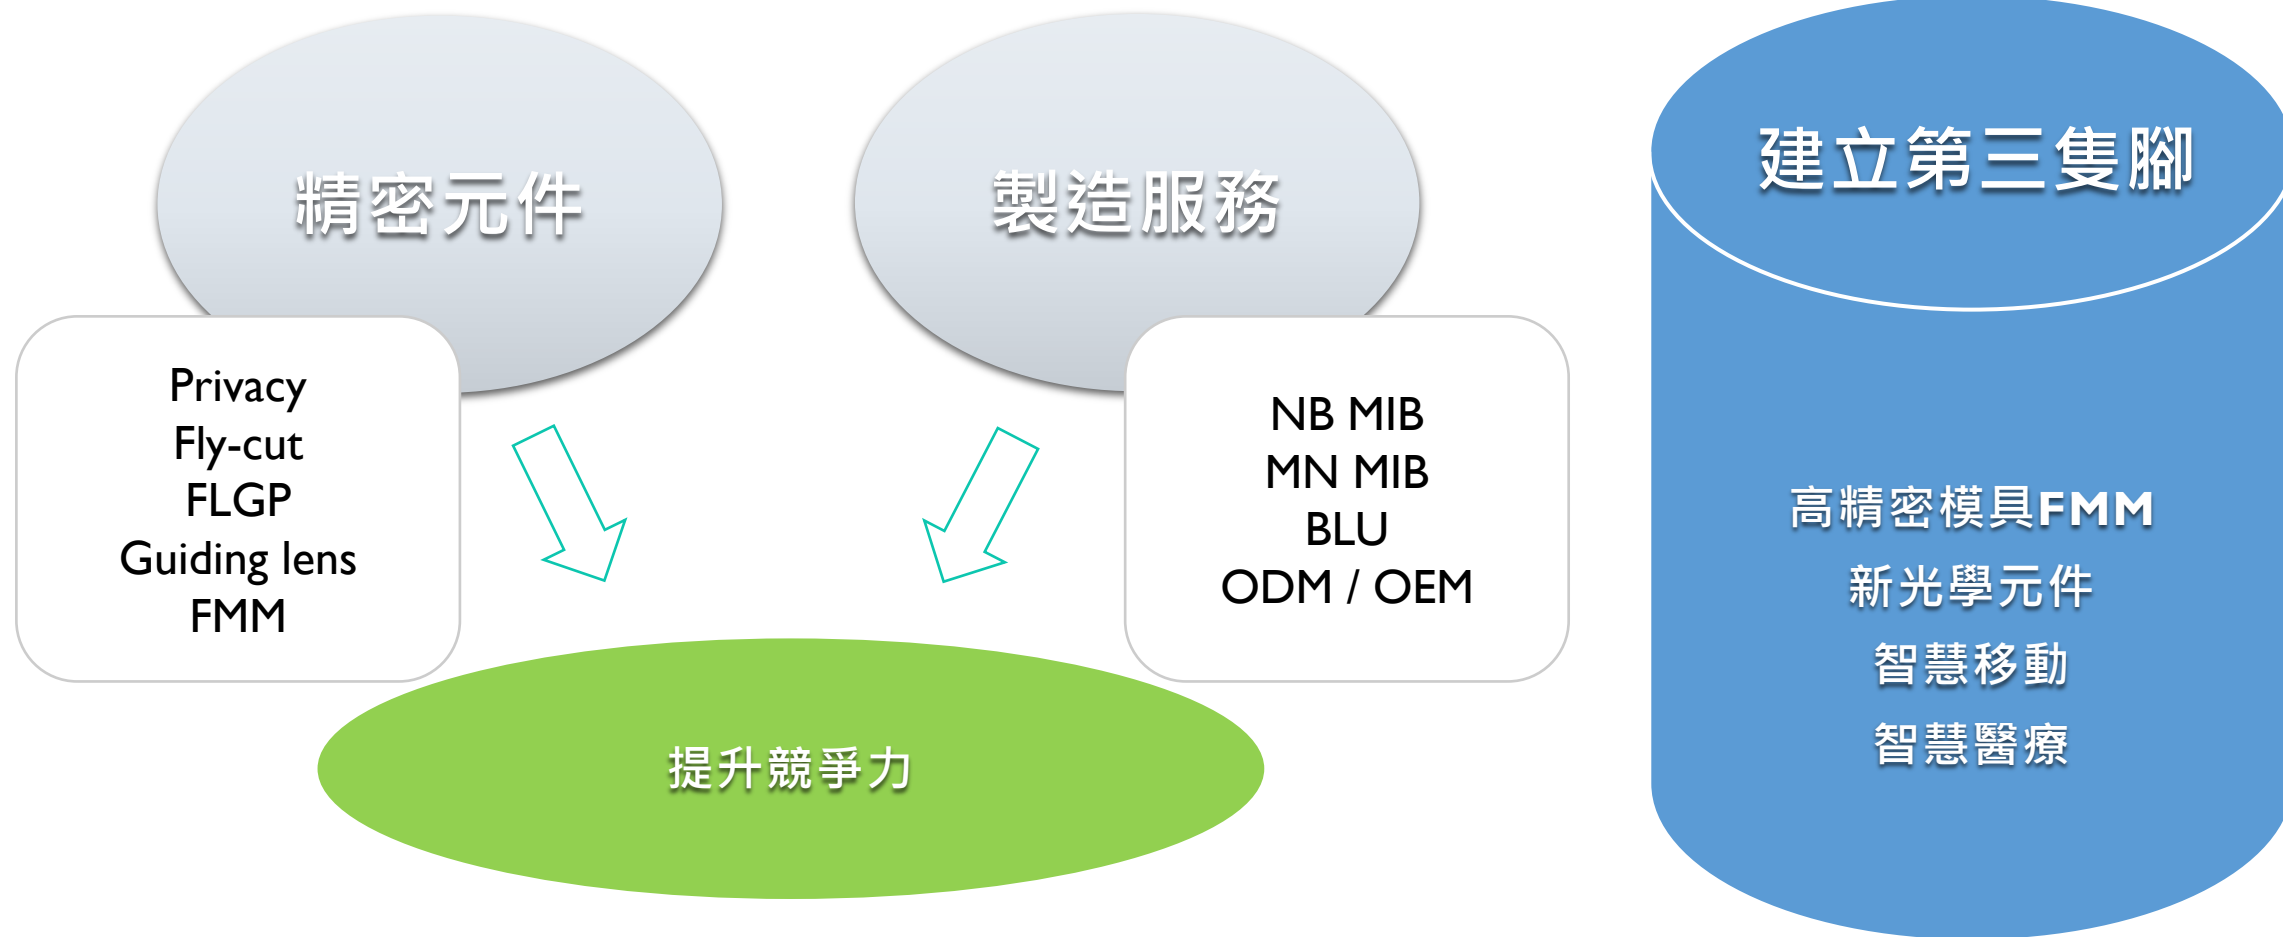 精密元件
Privacy
Fly-cut
FLGP
Guiding lens
FMM
製造服務
NB MIB
MN MIB
BLU
ODM / OEM
提升競爭力
建立第三隻腳
高精密模具FMM
新光學元件
智慧移動
智慧醫療